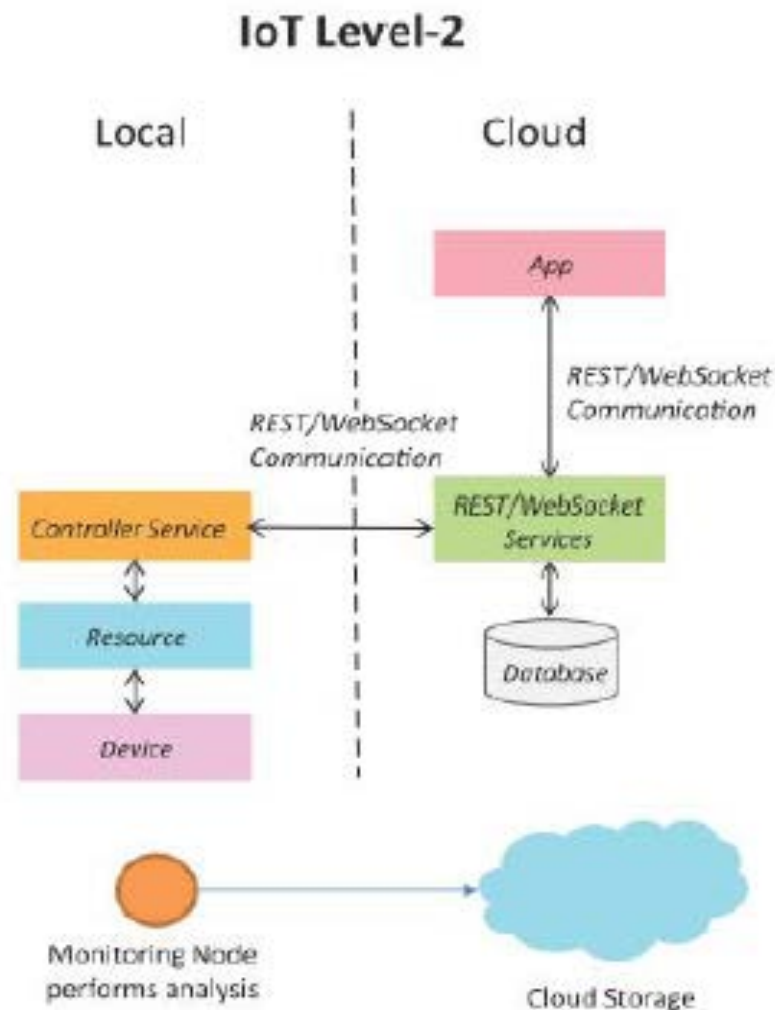 IoT Level-2
Local
Cloud
App
REST/WebSocket
Communication
REST/WebSocket
Communication
Controller Service
REST/WebSocket
Services
Resource
Database
Device
Monitoring Node
performs analysis
Cloud Storage